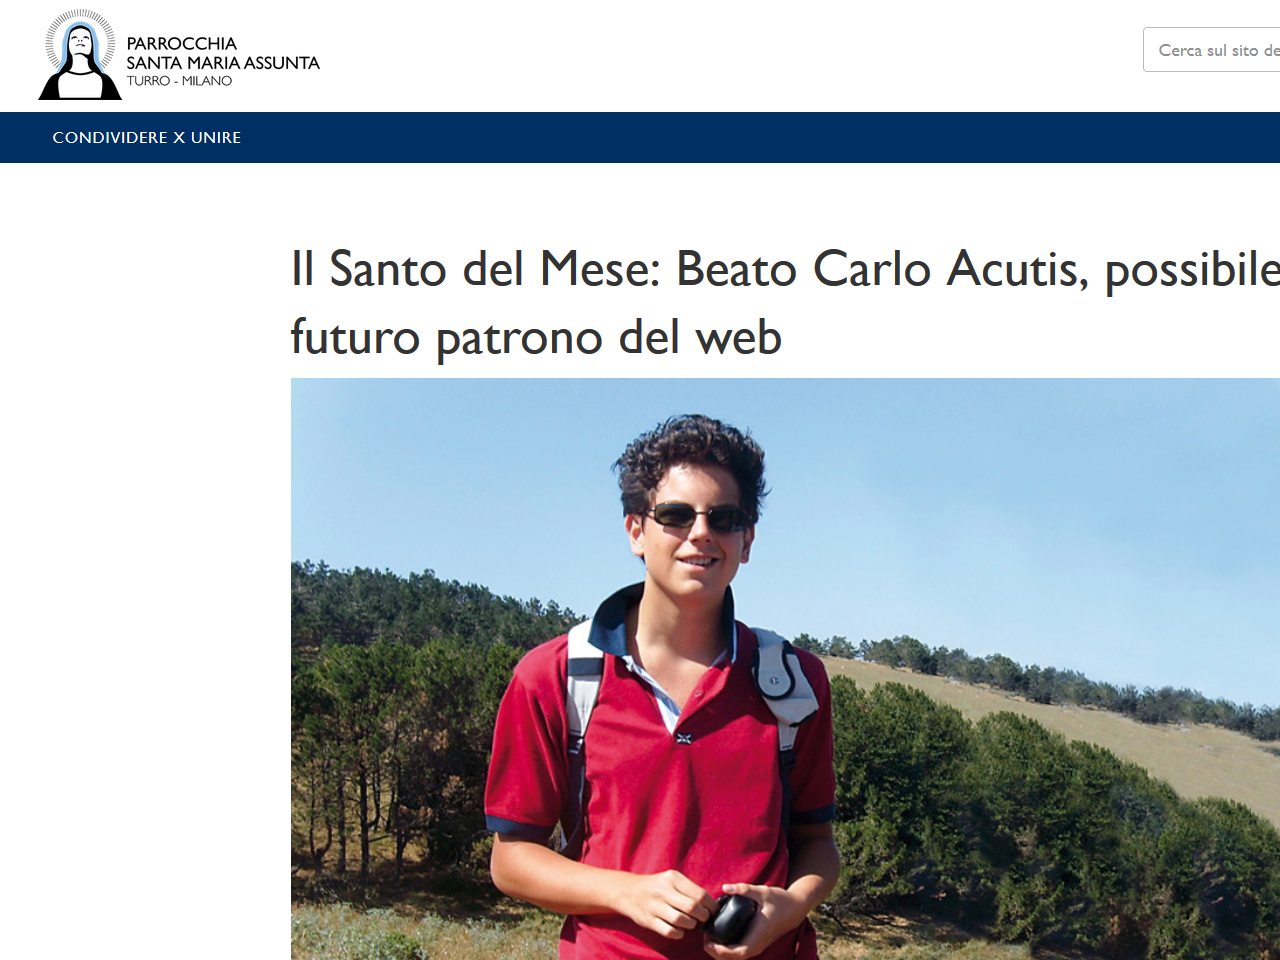 PARROCCHIA
SANTA MARIA ASSUNTA
TURRO - MILANO
Cerca sul sito de
CONDIVIDERE X UNIRE
Il Santo del Mese: Beato Carlo Acutis, possibile
futuro patrono del web